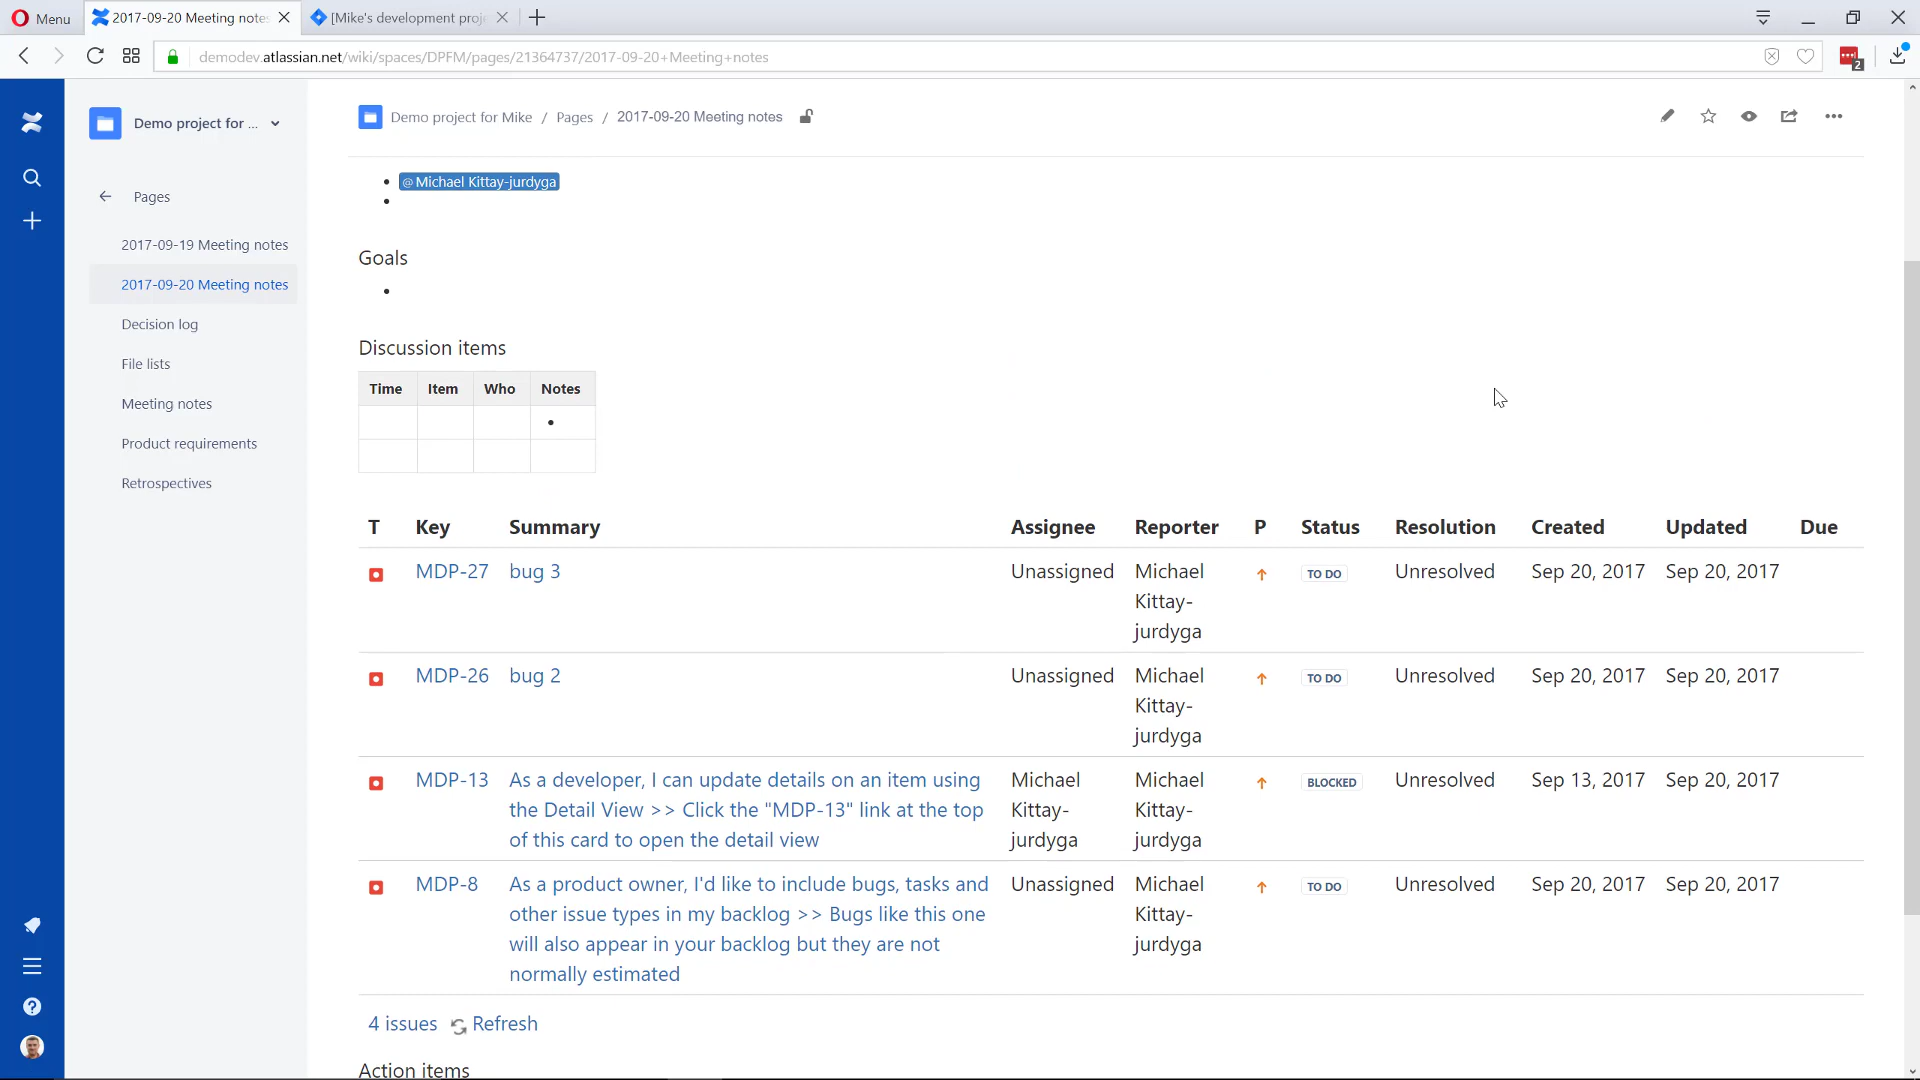 Menu
2017-09-20 Meeting note
[Mike's development proj
demodev.atlassian.net/wiki/spaces/DPFM/pages/21364737/2017-09-20+Meeting+notes
2
Demo project for ...
Pages
2017-09-19 Meeting notes
2017-09-20 Meeting notes
Decision log
File lists
Meeting notes
Product requirements
Retrospectives
Demo project for Mike / Pages / 2017-09-20 Meeting notes
@Michael Kittay-jurdyga
Goals
Discussion items
Time Item Who Notes
T Key Summary Assignee Reporter P Status Resolution Created Updated Due
MDP-27 bug 3 Unassigned Michael TO DO Unresolved Sep 20, 2017 Sep 20, 2017
Kittay-
jurdyga
MDP-26 bug 2 Unassigned Michael TO DO Unresolved Sep 20, 2017 Sep 20, 2017
Kittay-
jurdyga
MDP-13 As a developer, I can update details on an item using Michael Michael BLOCKED Unresolved Sep 13, 2017 Sep 20, 2017
the Detail View >> Click the "MDP-13" link at the top Kittay- Kittay-
of this card to open the detail view jurdyga jurdyga
MDP-8 As a product owner, I'd like to include bugs, tasks and Unassigned Michael TO DO Unresolved Sep 20, 2017 Sep 20, 2017
other issue types in my backlog >> Bugs like this one Kittay-
will also appear in your backlog but they are not jurdyga
normally estimated
4 issues Refresh
Action items